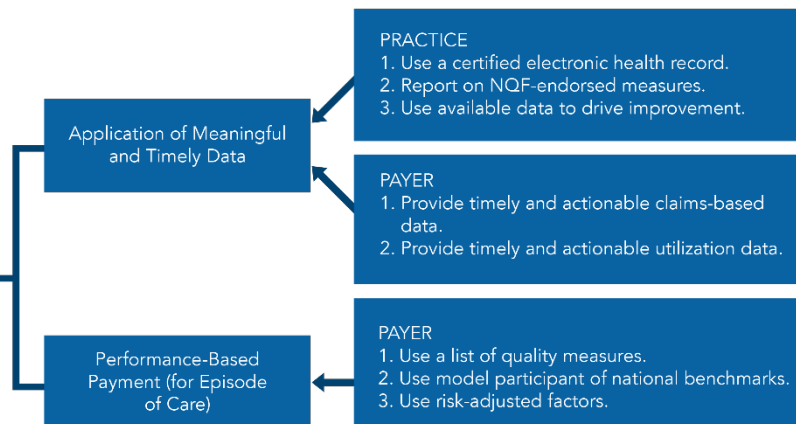 PRACTICE
1. Use a certified electronic health record.
2. Report on NQF-endorsed measures.
3. Use available data to drive improvement.
Application of Meaningful
and Timely Data
PAYER
1. Provide timely and actionable claims-based
data.
2. Provide timely and actionable utilization data.
Performance-Based
Payment (for Episode
of Care)
PAYER
1. Use a list of quality measures.
2. Use model participant of national benchmarks.
3. Use risk-adjusted factors.